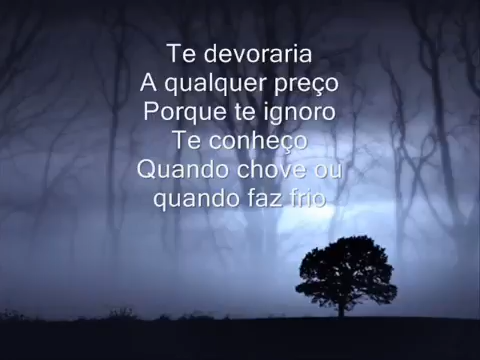 Te devoraria
A qualquer preço
Porque te ignoro
Te conheço
Quando chove ou
quando faz frio